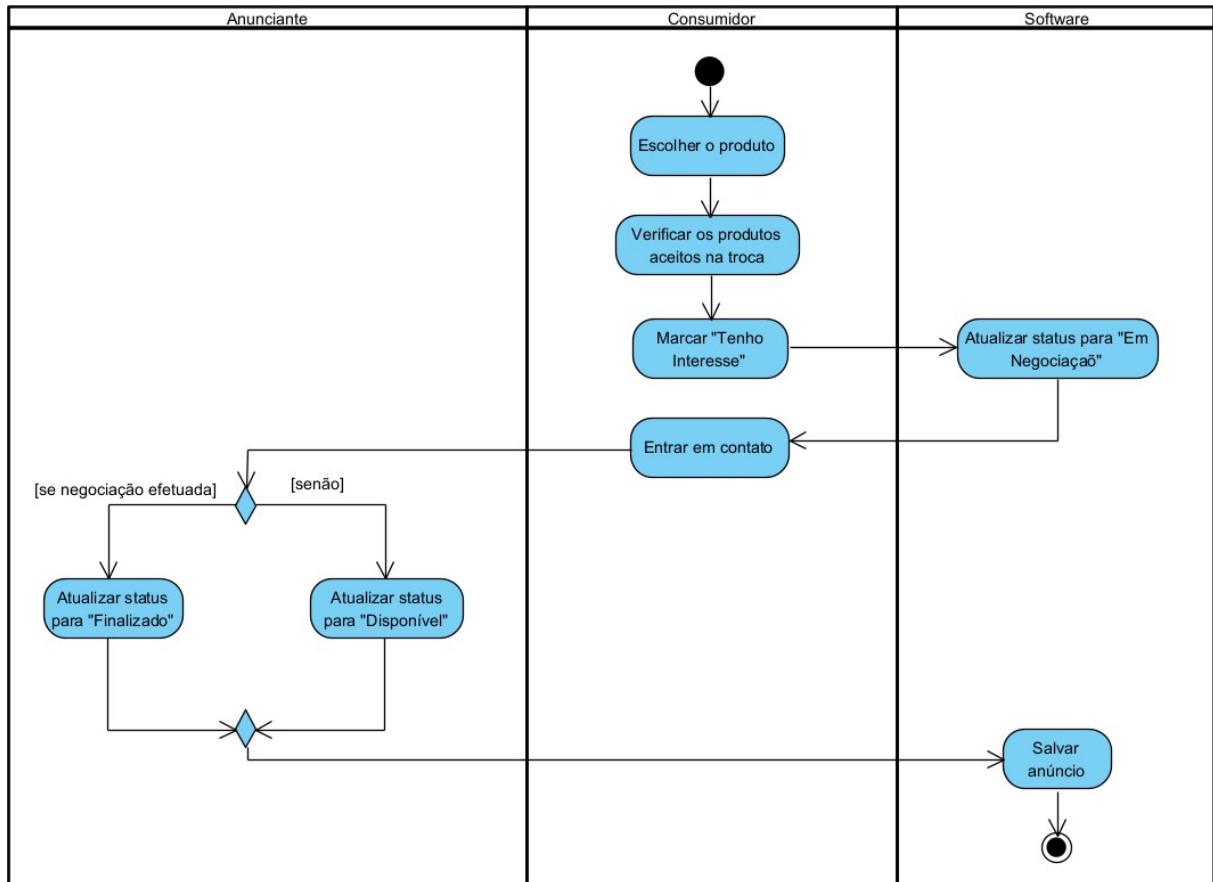 Anunciante
Consumidor
Software
Escolher o produto
Verificar os produtos
aceitos na troca
Marcar "Tenho
Interesse"
Atualizar status para "Em
Negociaçaõ"
Entrar em contato
[se negociação efetuada]
[senão]
Atualizar status
para "Finalizado"
Atualizar status
para "Disponível"
Salvar
anúncio